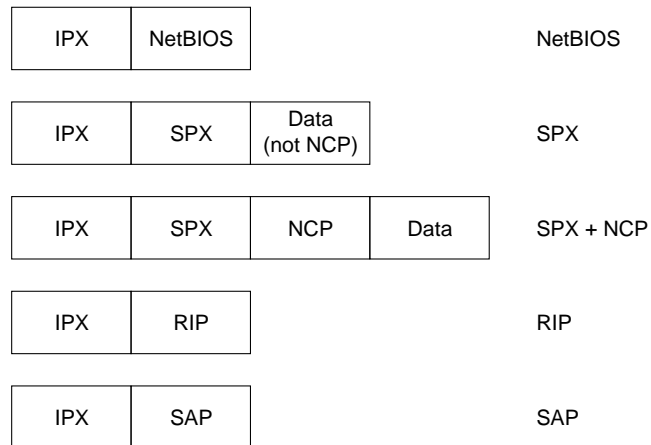 IPX NetBIOS NetBIOS
IPX SPX Data (not NCP) SPX
IPX SPX NCP Data SPX + NCP
IPX RIP RIP
IPX SAP SAP